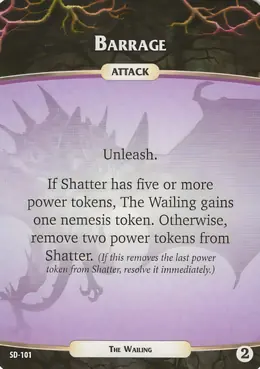 BARRAGE
ATTACK
Unleash.
If Shatter has five or more
power tokens, The Wailing gains
one nemesis token. Otherwise,
remove two power tokens from
Shatter. (If this removes the last power
token from Shatter, resolve it immediately.)
SD-101
THE WAILING
2